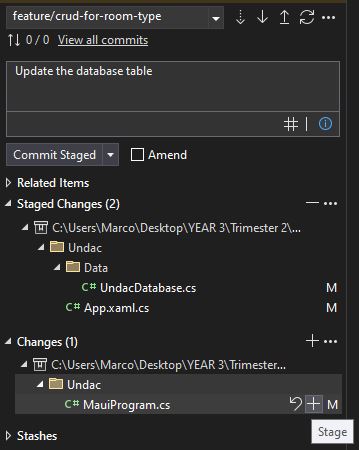 feature/crud-for-room-type
0 / 0 View all commits
Update the database table
#
Commit Staged Amend
Related Items
Staged Changes (2)
C:\Users\Marco\Desktop\YEAR 3\Trimester 2\...
Undac
Data
C# UndacDatabase.cs M
C# App.xaml.cs M
Changes (1)
C:\Users\Marco\Desktop\YEAR 3\Trimester...
Undac
C# MauiProgram.cs M
Stashes
Stage